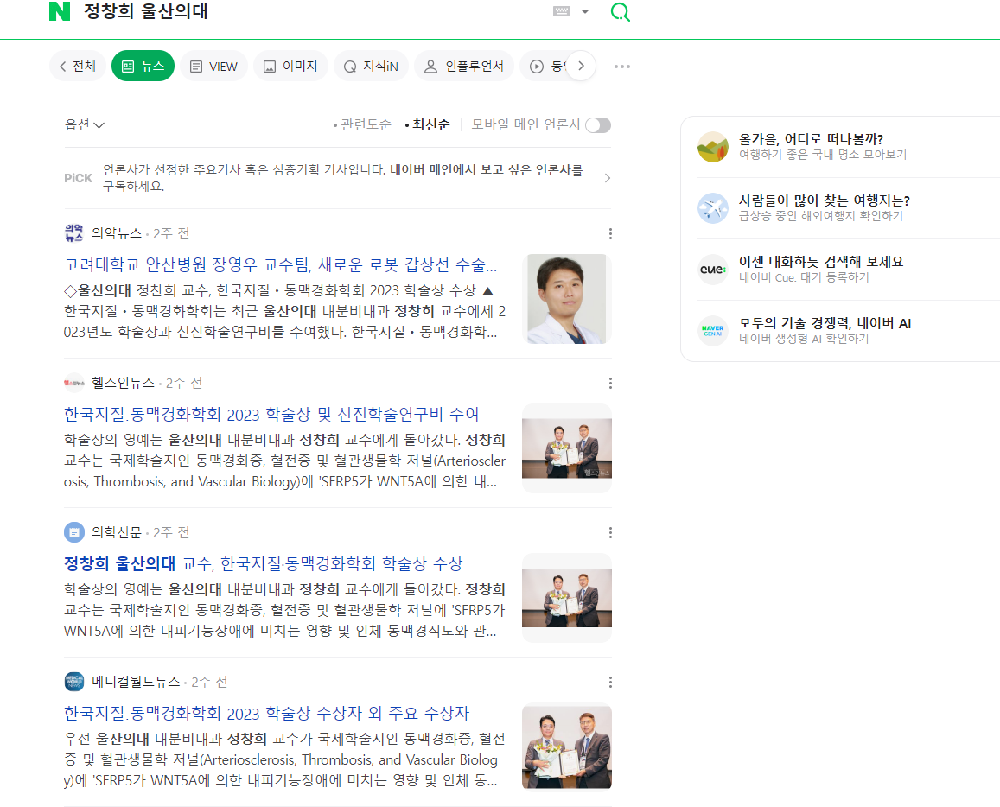 N 정창희 울산의대
전체 뉴스 VIEW 이미지 지식iN 인플루언서
옵션 • 관련도순 • 최신순 모바일 메인 언론사
PiCK 언론사가 선정한 주요기사 혹은 심층기획 기사입니다. 네이버 메인에서 보고 싶은 언론사를
구독하세요.
의약뉴스 의약뉴스 · 2주 전
고려대학교 안산병원 장영우 교수팀, 새로운 로봇 갑상선 수술...
◇울산의대 정찬희 교수, 한국지질・동맥경화학회 2023 학술상 수상 ▲
한국지질・동맥경화학회는 최근 울산의대 내분비내과 정창희 교수에세 2
023년도 학술상과 신진학술연구비를 수여했다. 한국지질・동맥경화학...
헬스인뉴스 헬스인뉴스 · 2주 전
한국지질.동맥경화학회 2023 학술상 및 신진학술연구비 수여
학술상의 영예는 울산의대 내분비내과 정창희 교수에게 돌아갔다. 정창희
교수는 국제학술지인 동맥경화증, 혈전증 및 혈관생물학 저널(Arterioscler
osis, Thrombosis, and Vascular Biology)에 'SFRP5가 WNT5A에 의한 내...
헬스인뉴스
의학신문 · 2주 전
정창희 울산의대 교수, 한국지질·동맥경화학회 학술상 수상
학술상의 영예는 울산의대 내분비내과 정창희 교수에게 돌아갔다. 정창희
교수는 국제학술지인 동맥경화증, 혈전증 및 혈관생물학 저널에 'SFRP5가
WNT5A에 의한 내피기능장애에 미치는 영향 및 인체 동맥경직도와 관...
MEDICAL WORLD NEWS 메디컬월드뉴스 · 2주 전
한국지질.동맥경화학회 2023 학술상 수상자 외 주요 수상자
우선 울산의대 내분비내과 정창희 교수가 국제학술지인 동맥경화증, 혈전
증 및 혈관생물학 저널(Arteriosclerosis, Thrombosis, and Vascular Biolog
y)에 'SFRP5가 WNT5A에 의한 내피기능장애에 미치는 영향 및 인체 동...
올가을, 어디로 떠나볼까?
여행하기 좋은 국내 명소 모아보기
사람들이 많이 찾는 여행지는?
급상승 중인 해외여행지 확인하기
cue: 이젠 대화하듯 검색해 보세요
네이버 Cue: 대기 등록하기
NAVER GEN AI 모두의 기술 경쟁력, 네이버 AI
네이버 생성형 AI 확인하기